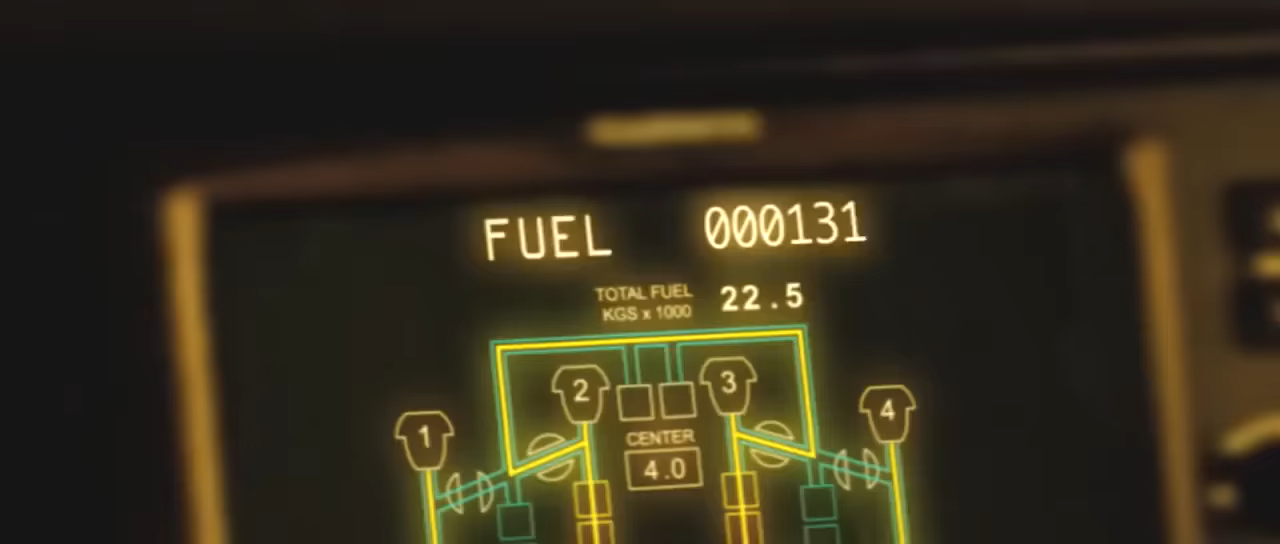 FUEL 000131
TOTAL FUEL 22.5
KGS x 1000
2 3
1 4
CENTER
4.0